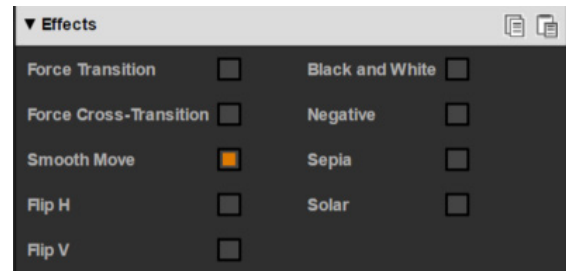 ▼ Effects
Force Transition Black and White
Force Cross-Transition Negative
Smooth Move Sepia
Flip H Solar
Flip V